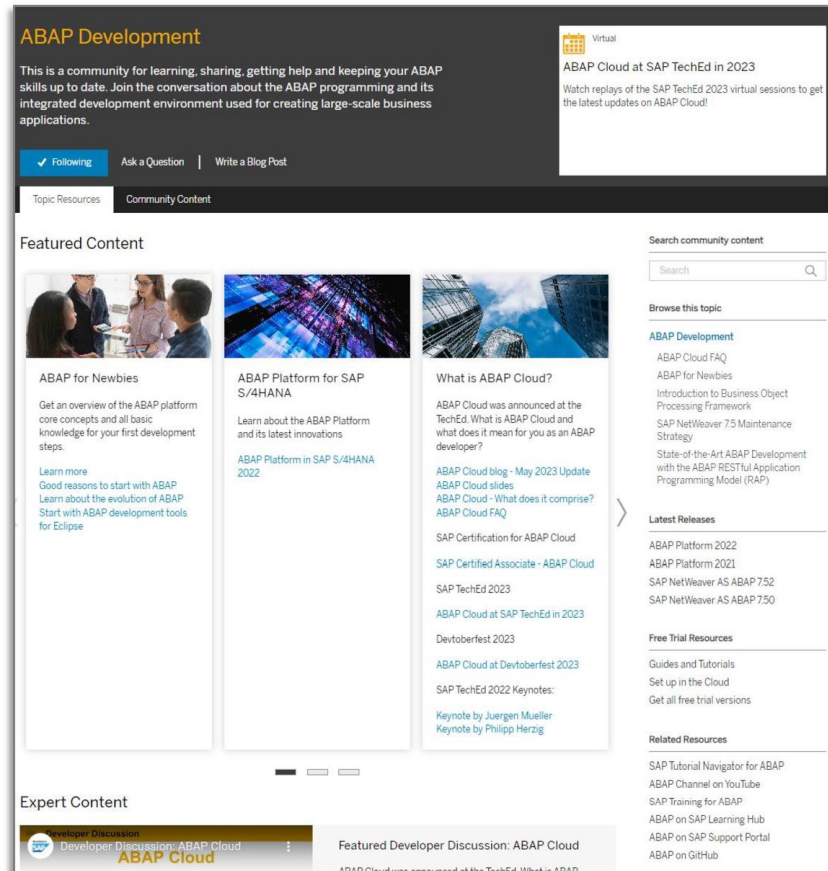 ABAP Development
This is a community for learning, sharing, getting help and keeping your ABAP
skills up to date. Join the conversation about the ABAP programming and its
integrated development environment used for creating large-scale business
applications.
Following
Ask a Question
Write a Blog Post
Virtual
ABAP Cloud at SAP TechEd in 2023
Watch replays of the SAP TechEd 2023 virtual sessions to get
the latest updates on ABAP Cloud!
Topic Resources
Community Content
Featured Content
ABAP for Newbies
Get an overview of the ABAP platform
core concepts and all basic
knowledge for your first development
steps.
Learn more
Good reasons to start with ABAP
Learn about the evolution of ABAP
Start with ABAP development tools
for Eclipse
ABAP Platform for SAP
S/4HANA
Learn about the ABAP Platform
and its latest innovations
ABAP Platform in SAP S/4HANA
2022
What is ABAP Cloud?
ABAP Cloud was announced at the
TechEd. What is ABAP Cloud and
what does it mean for you as an ABAP
developer?
ABAP Cloud blog - May 2023 Update
ABAP Cloud slides
ABAP Cloud - What does it comprise?
ABAP Cloud FAQ
SAP Certification for ABAP Cloud
SAP Certified Associate - ABAP Cloud
SAP TechEd 2023
ABAP Cloud at SAP TechEd in 2023
Devtoberfest 2023
ABAP Cloud at Devtoberfest 2023
SAP TechEd 2022 Keynotes:
Keynote by Juergen Mueller
Keynote by Philipp Herzig
Search community content
Search
Browse this topic
ABAP Development
ABAP Cloud FAQ
ABAP for Newbies
Introduction to Business Object
Processing Framework
SAP NetWeaver 7.5 Maintenance
Strategy
State-of-the-Art ABAP Development
with the ABAP RESTful Application
Programming Model (RAP)
Latest Releases
ABAP Platform 2022
ABAP Platform 2021
SAP NetWeaver AS ABAP 7.52
SAP NetWeaver AS ABAP 7.50
Free Trial Resources
Guides and Tutorials
Set up in the Cloud
Get all free trial versions
Related Resources
SAP Tutorial Navigator for ABAP
ABAP Channel on YouTube
SAP Training for ABAP
ABAP on SAP Learning Hub
ABAP on SAP Support Portal
ABAP on GitHub
Expert Content
Developer Discussion
Developer Discussion: ABAP Cloud
ABAP Cloud
Featured Developer Discussion: ABAP Cloud
ABAP Cloud was announced at the TechEd. What is ABAP